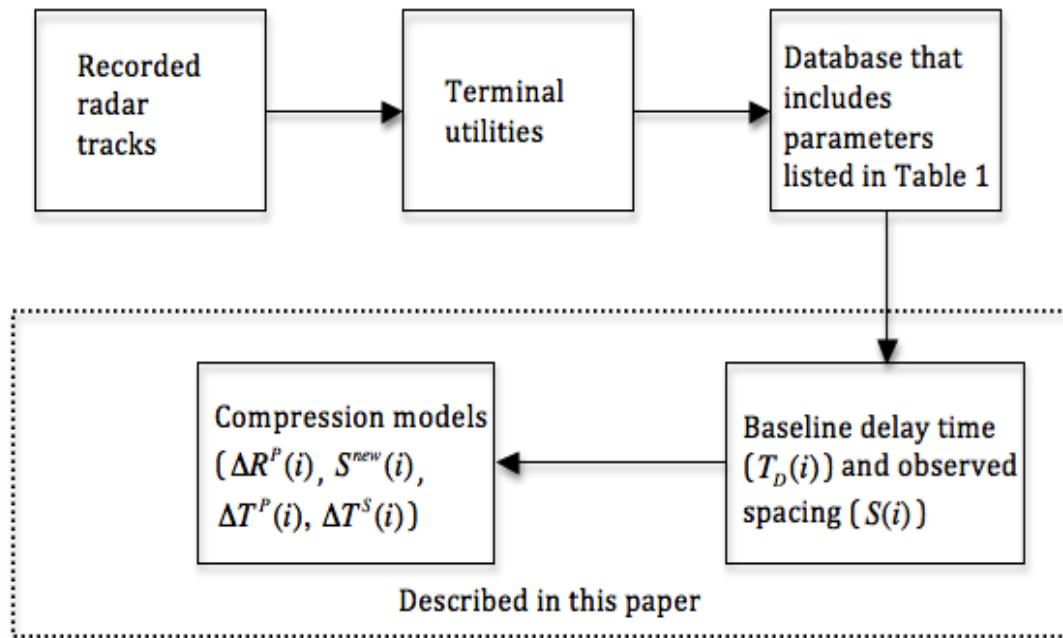 Recorded
radar
tracks
Terminal
utilities
Database that
includes
parameters
listed in Table 1
Baseline delay time
(T_D(i)) and observed
spacing (S(i))
Compression models
(ΔR^P(i), S^new(i),
ΔT^P(i), ΔT^S(i))
Described in this paper